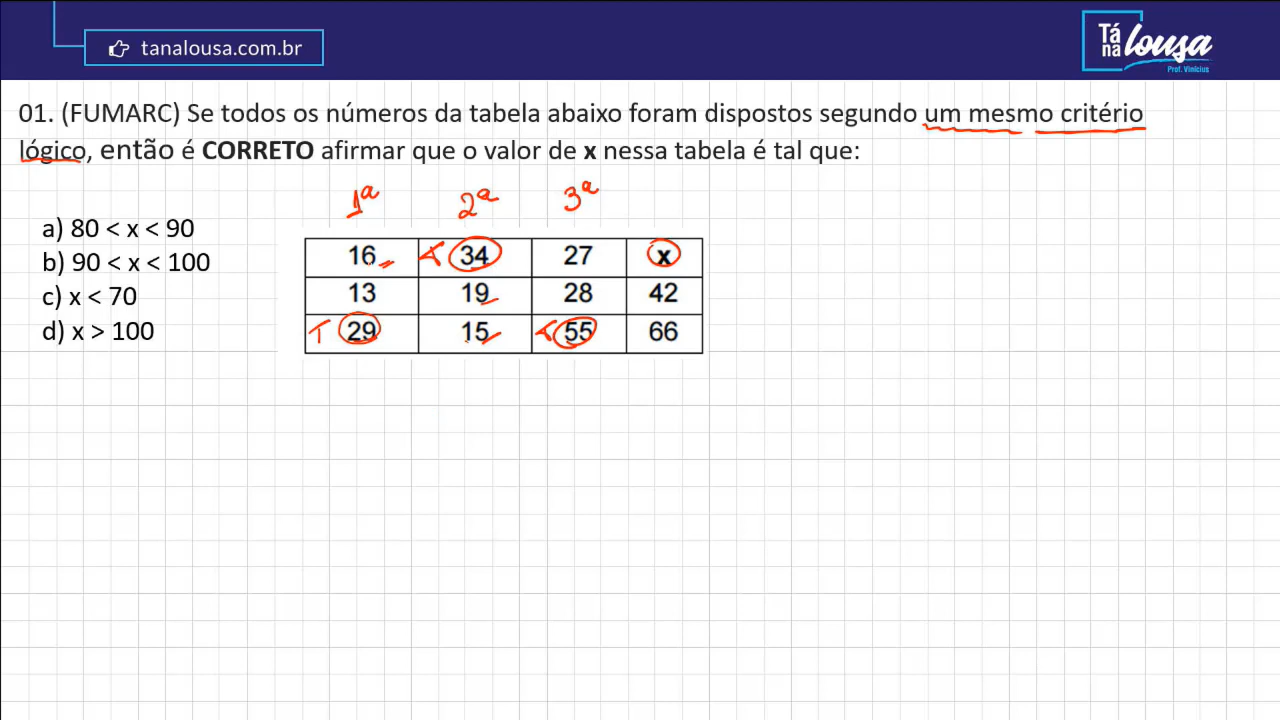 tanalousa.com.br
Tá
na lousa
Prof. Vinícius
01. (FUMARC) Se todos os números da tabela abaixo foram dispostos segundo um mesmo critério
lógico, então é CORRETO afirmar que o valor de x nessa tabela é tal que:
1ª 2ª 3ª
a) 80 < x < 90
b) 90 < x < 100
c) x < 70
d) x > 100
16 34 27 x
13 19 28 42
29 15 55 66